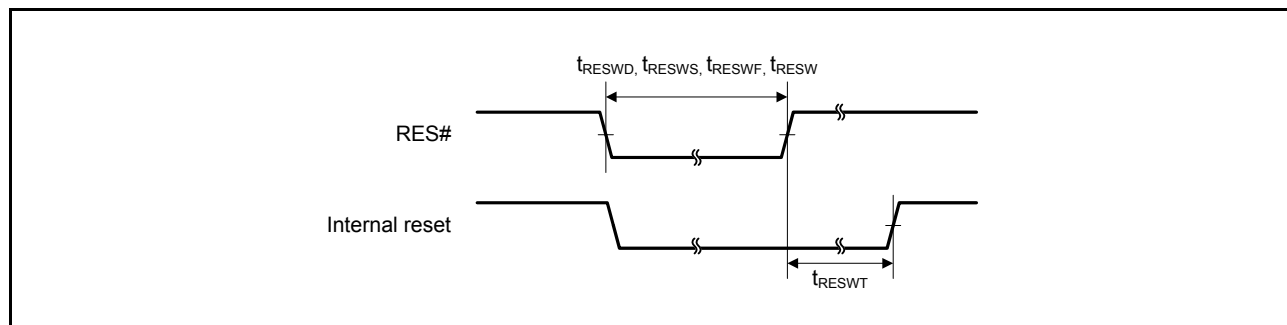 tRESWD, tRESWS, tRESWF, tRESW
RES#
Internal reset
tRESWT